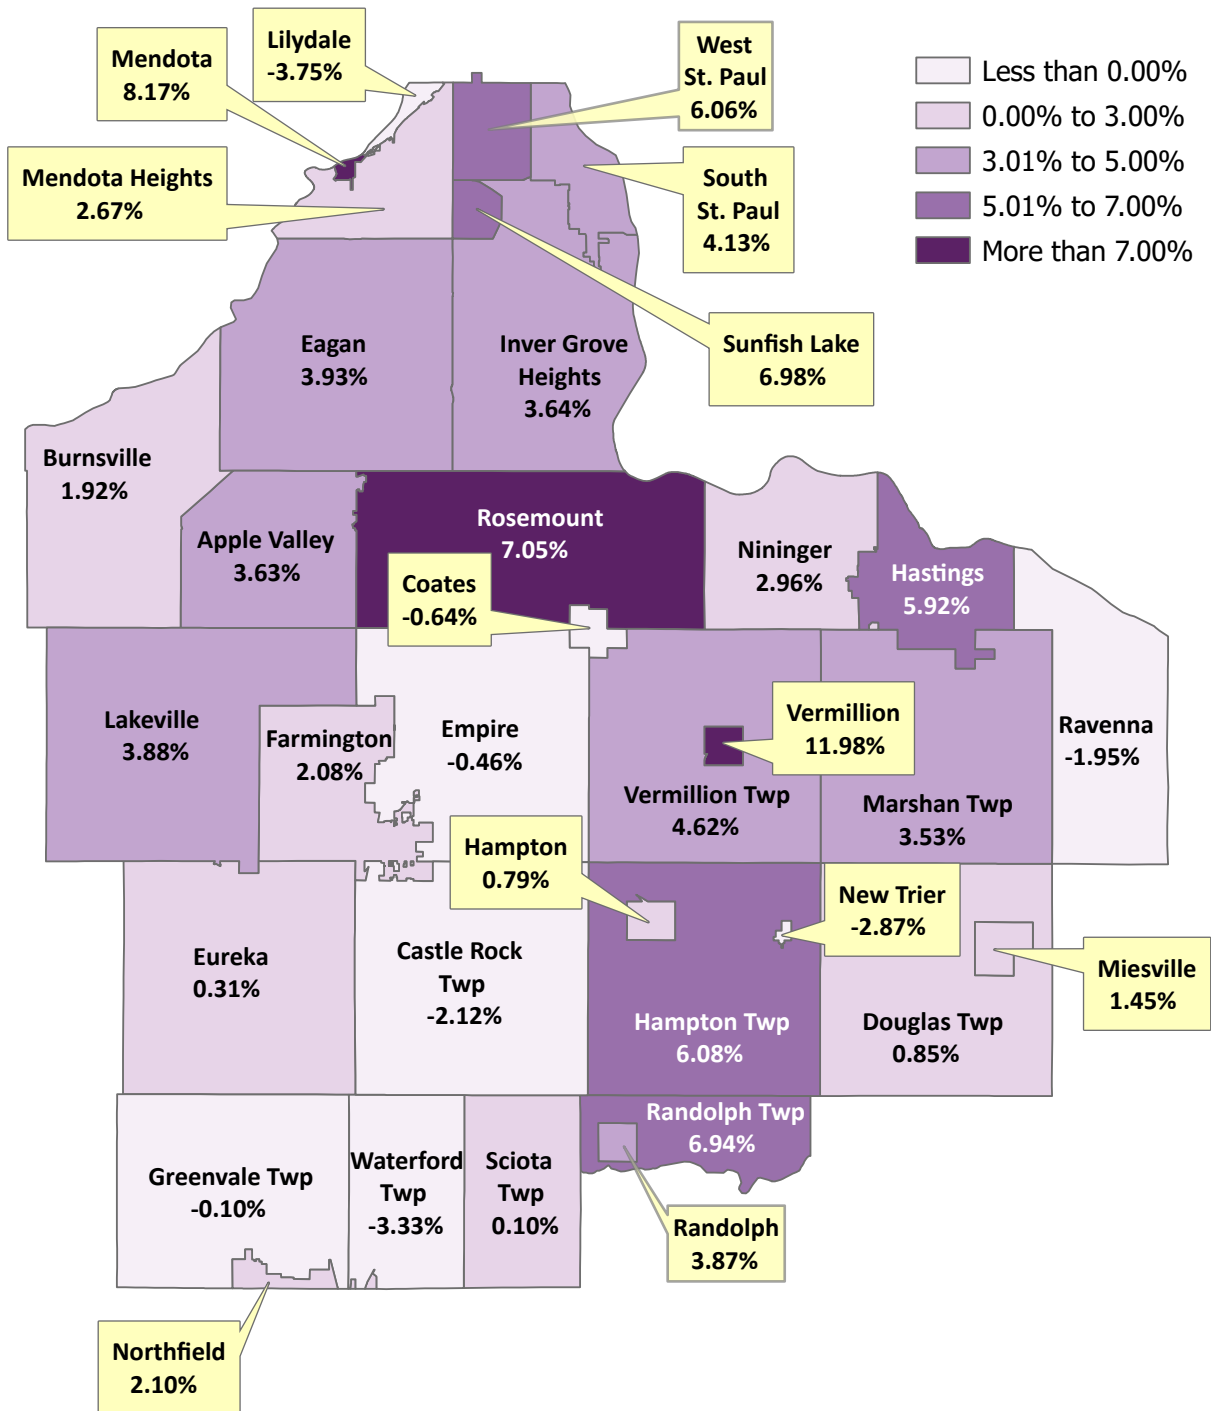 Mendota
8.17%
Lilydale
-3.75%
West
St. Paul
6.06%
Less than 0.00%
0.00% to 3.00%
3.01% to 5.00%
5.01% to 7.00%
More than 7.00%
Mendota Heights
2.67%
South
St. Paul
4.13%
Eagan
3.93%
Inver Grove
Heights
3.64%
Sunfish Lake
6.98%
Burnsville
1.92%
Apple Valley
3.63%
Rosemount
7.05%
Coates
-0.64%
Nininger
2.96%
Hastings
5.92%
Lakeville
3.88%
Farmington
2.08%
Empire
-0.46%
Vermillion
11.98%
Vermillion Twp
4.62%
Marshan Twp
3.53%
Ravenna
-1.95%
Hampton
0.79%
New Trier
-2.87%
Eureka
0.31%
Castle Rock
Twp
-2.12%
Hampton Twp
6.08%
Douglas Twp
0.85%
Miesville
1.45%
Greenvale Twp
-0.10%
Waterford
Twp
-3.33%
Sciota
Twp
0.10%
Randolph Twp
6.94%
Randolph
3.87%
Northfield
2.10%